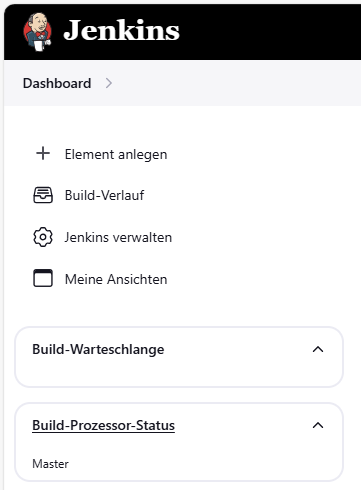 Jenkins
Dashboard
Element anlegen
Build-Verlauf
Jenkins verwalten
Meine Ansichten
Build-Warteschlange
Build-Prozessor-Status
Master